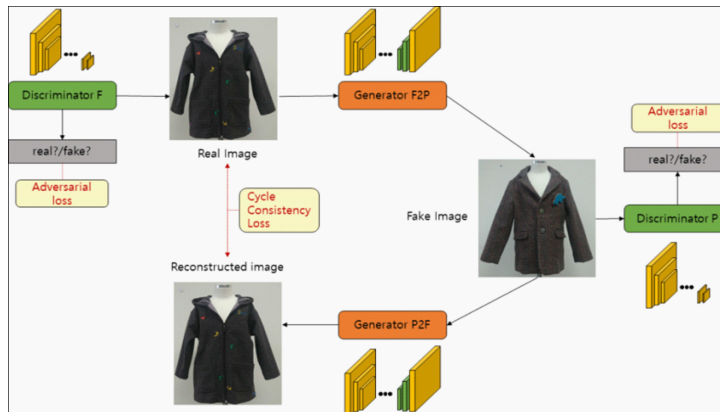 Discriminator F
real?/fake?
Adversarial
loss
Real Image
Generator F2P
Cycle
Consistency
Loss
Reconstructed image
Generator P2F
Fake Image
Adversarial
loss
real?/fake?
Discriminator P